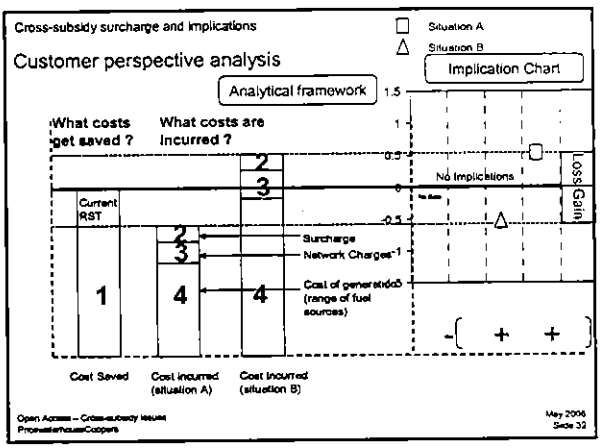 Cross-subsidy surcharge and implications
Situation A
Situation B
Customer perspective analysis
Implication Chart
Analytical framework
What costs
get saved ?
What costs are
Incurred ?
1.5
1
0.5
0
-0.5
-1
No Implications
Loss/Gain
Current
RST
1
2
3
4
2
3
4
Surcharge
Network Charges
Cost of generation
(range of fuel
sources)
- ( + + )
Cost Saved
Cost Incurred
(situation A)
Cost Incurred
(situation B)
Open Access – Cross-subsidy Issues
PricewaterhouseCoopers
May 2006
Slide 32